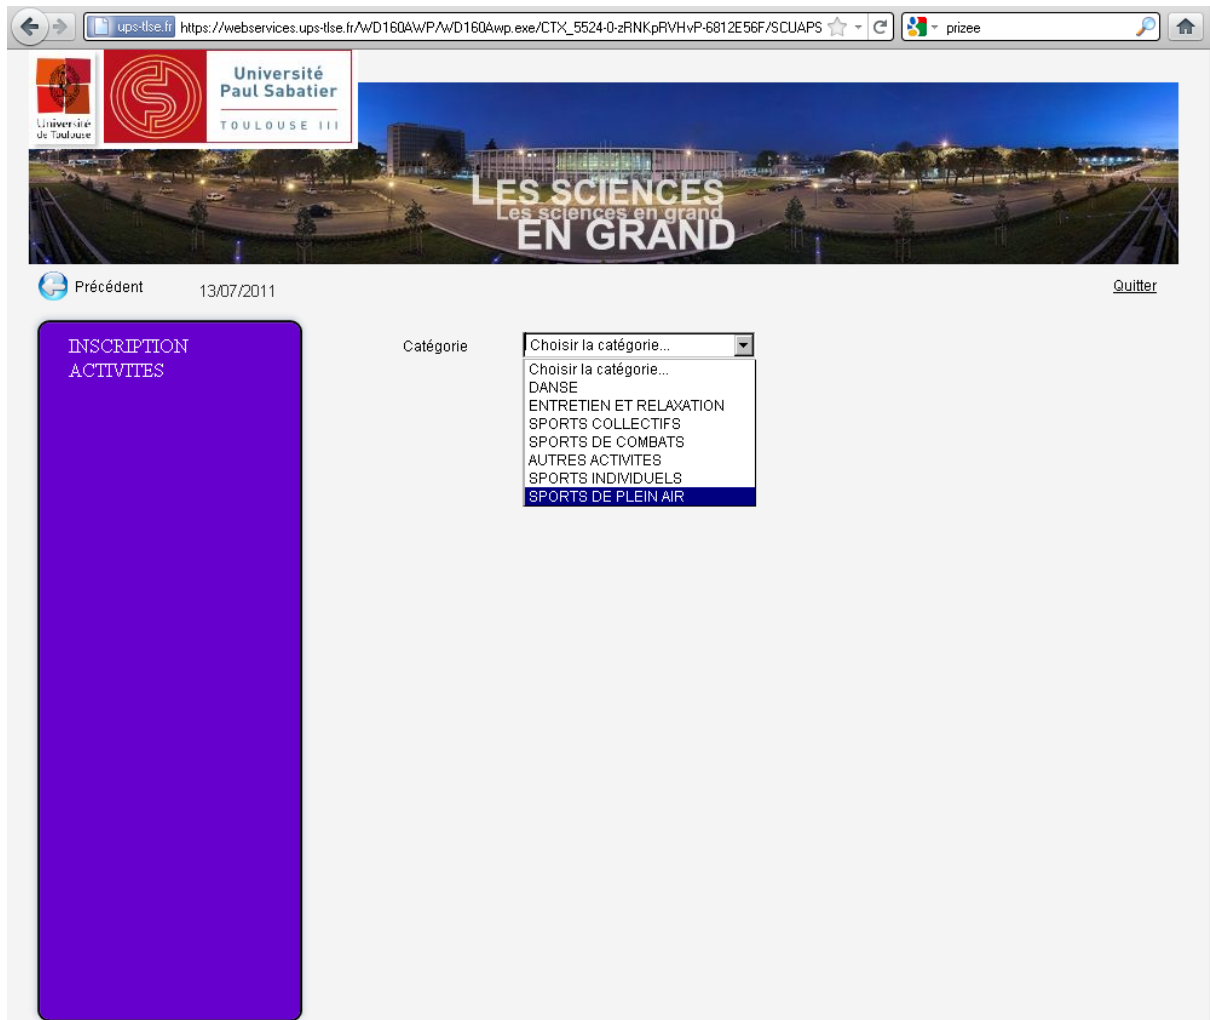 ups-tlse.fr https://webservices.ups-tlse.fr/WD160AWP/WD160Awp.exe/CTX_5524-0-zRNKpRVHvP-6812E56F/SCUAPS
prizee
Université
de Toulouse
Université
Paul Sabatier
TOULOUSE III
LES SCIENCES
Les sciences en grand
EN GRAND
Précédent
13/07/2011
Quitter
INSCRIPTION
ACTIVITES
Catégorie
Choisir la catégorie...
Choisir la catégorie...
DANSE
ENTRETIEN ET RELAXATION
SPORTS COLLECTIFS
SPORTS DE COMBATS
AUTRES ACTIVITES
SPORTS INDIVIDUELS
SPORTS DE PLEIN AIR